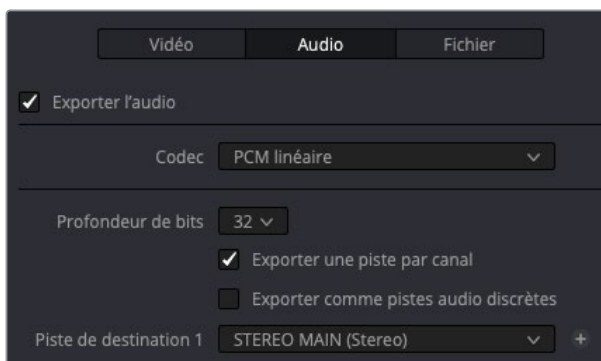 Vidéo Audio Fichier
Exporter l’audio
Codec PCM linéaire
Profondeur de bits 32
Exporter une piste par canal
Exporter comme pistes audio discrètes
Piste de destination 1 STEREO MAIN (Stereo)